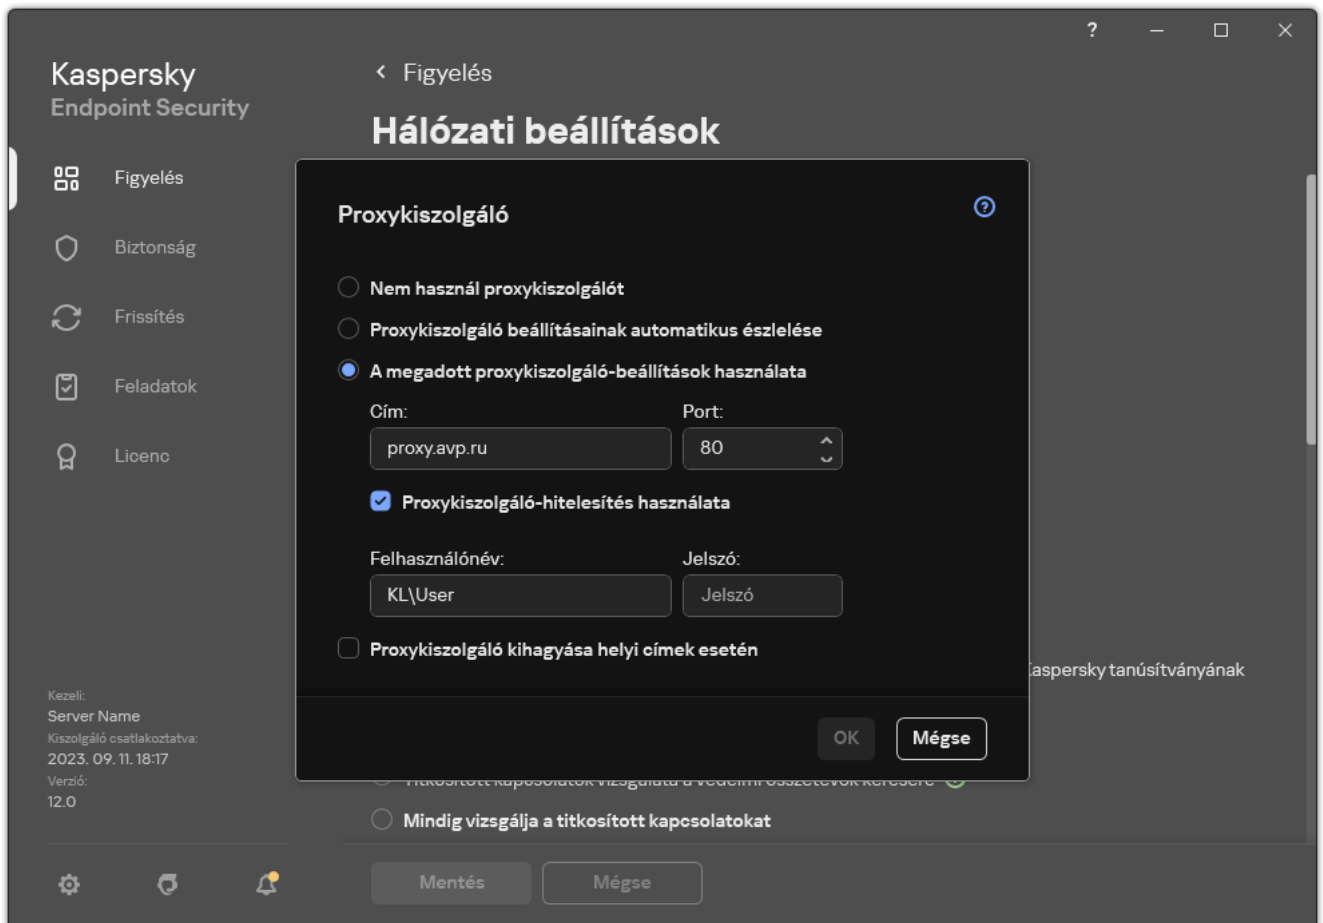 ?
Kaspersky
Endpoint Security
Figyelés
Biztonság
Frissítés
Feladatok
Licenc
Kezeli:
Server Name
Kiszolgáló csatlakoztatva:
2023. 09. 11. 18:17
Verzió:
12.0
Figyelés
Hálózati beállítások
Proxykiszolgáló
Nem használ proxykiszolgálót
Proxykiszolgáló beállításainak automatikus észlelése
A megadott proxykiszolgáló-beállítások használata
Cím: Port:
proxy.avp.ru 80
Proxykiszolgáló-hitelesítés használata
Felhasználónév: Jelszó:
KL\User Jelszó
Proxykiszolgáló kihagyása helyi címek esetén
OK Mégse
tanúsítványának
Mindig vizsgálja a titkosított kapcsolatokat
Mentés Mégse